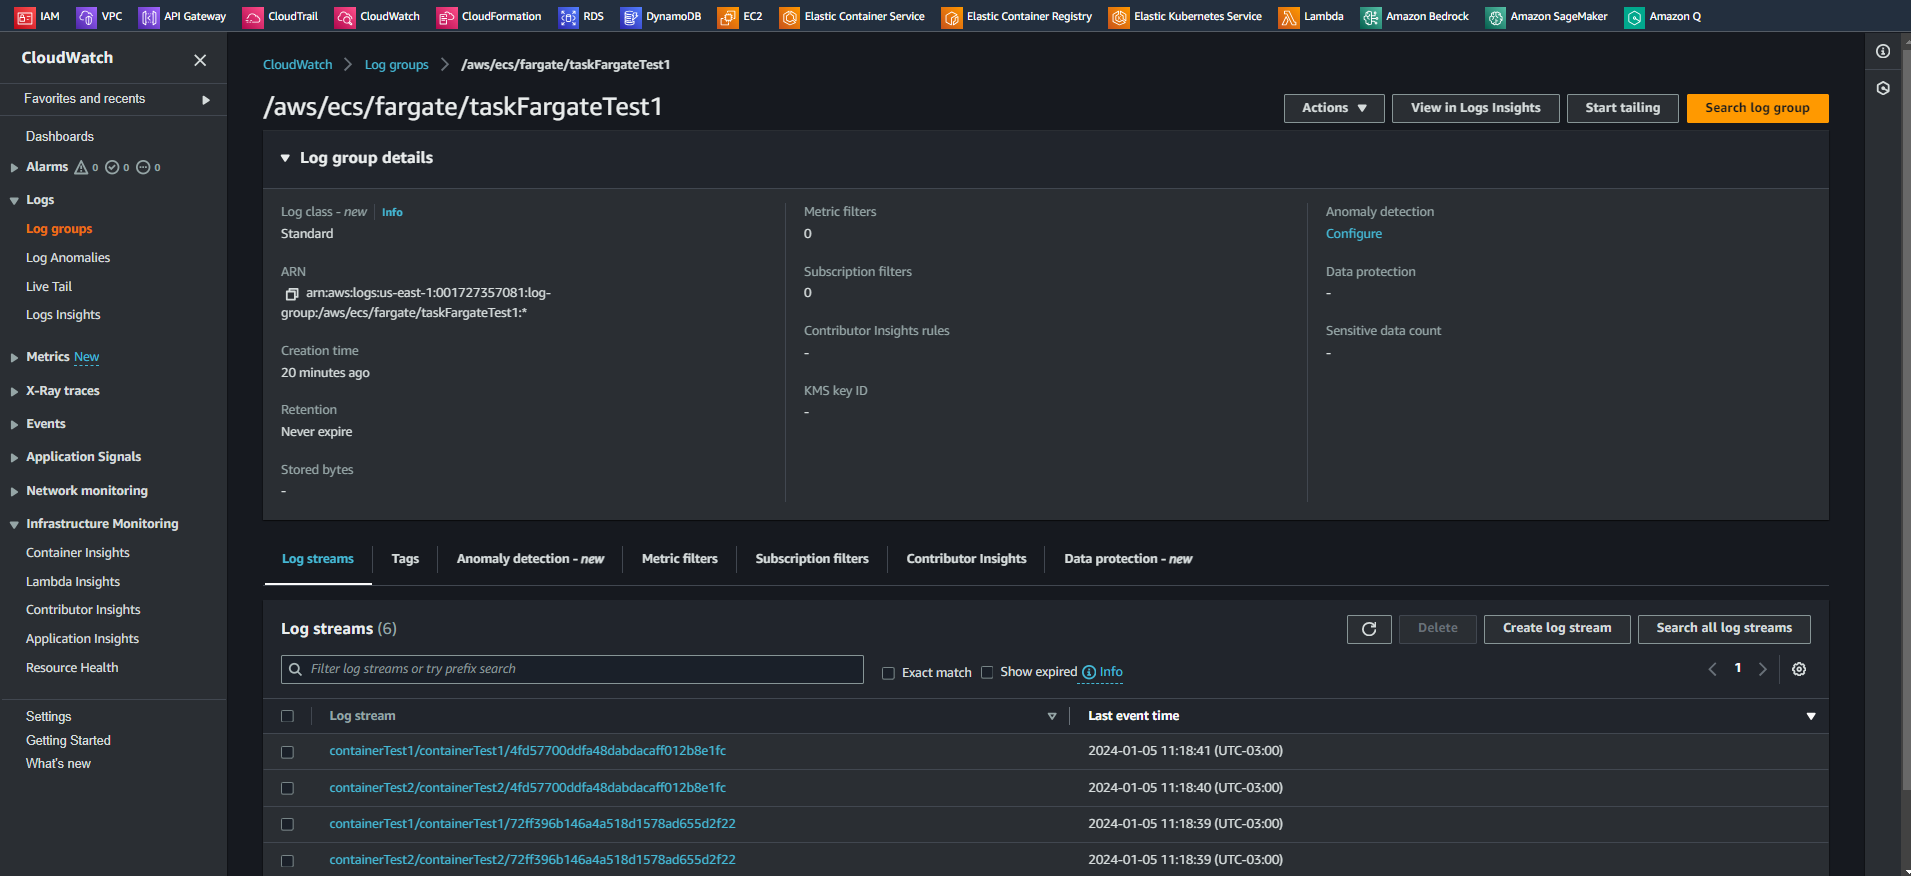 IAM VPC API Gateway CloudTrail CloudWatch CloudFormation RDS DynamoDB EC2 Elastic Container Service Elastic Container Registry Elastic Kubernetes Service Lambda Amazon Bedrock Amazon SageMaker Amazon Q
CloudWatch
Favorites and recents
Dashboards
Alarms 0 0 0
Logs
Log groups
Log Anomalies
Live Tail
Logs Insights
Metrics New
X-Ray traces
Events
Application Signals
Network monitoring
Infrastructure Monitoring
Container Insights
Lambda Insights
Contributor Insights
Application Insights
Resource Health
Settings
Getting Started
What's new
CloudWatch > Log groups > /aws/ecs/fargate/taskFargateTest1
/aws/ecs/fargate/taskFargateTest1
Actions View in Logs Insights Start tailing Search log group
Log group details
Log class - new Info
Standard
ARN
arn:aws:logs:us-east-1:001727357081:log-
group:/aws/ecs/fargate/taskFargateTest1:*
Creation time
20 minutes ago
Retention
Never expire
Stored bytes
-
Metric filters
0
Subscription filters
0
Contributor Insights rules
-
KMS key ID
-
Anomaly detection
Configure
Data protection
-
Sensitive data count
-
Log streams Tags Anomaly detection - new Metric filters Subscription filters Contributor Insights Data protection - new
Log streams (6)
Delete Create log stream Search all log streams
Filter log streams or try prefix search Exact match Show expired Info 1
Log stream Last event time
containerTest1/containerTest1/4fd57700ddfa48dabdacaff012b8e1fc 2024-01-05 11:18:41 (UTC-03:00)
containerTest2/containerTest2/4fd57700ddfa48dabdacaff012b8e1fc 2024-01-05 11:18:40 (UTC-03:00)
containerTest1/containerTest1/72ff396b146a4a518d1578ad655d2f22 2024-01-05 11:18:39 (UTC-03:00)
containerTest2/containerTest2/72ff396b146a4a518d1578ad655d2f22 2024-01-05 11:18:39 (UTC-03:00)